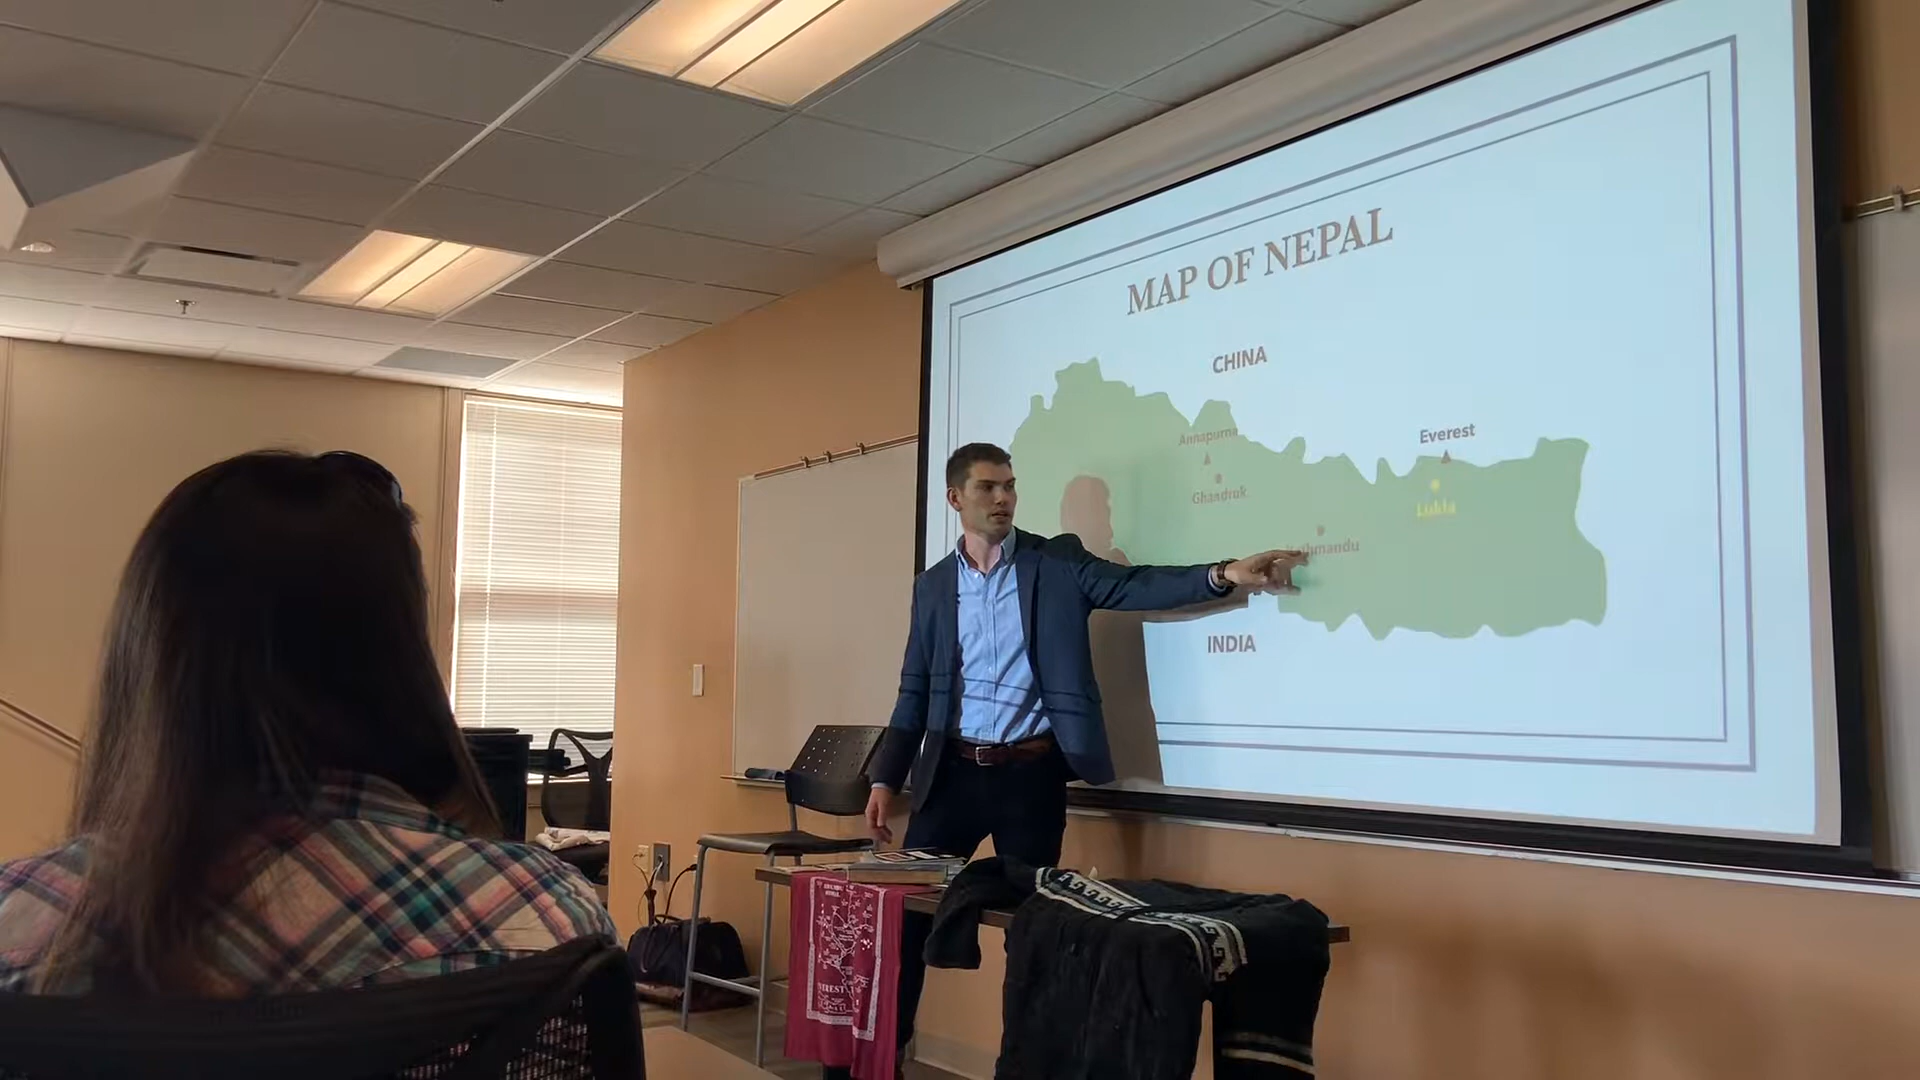 MAP OF NEPAL
CHINA
Annapurna
Everest
Ghandruk
Lukla
INDIA